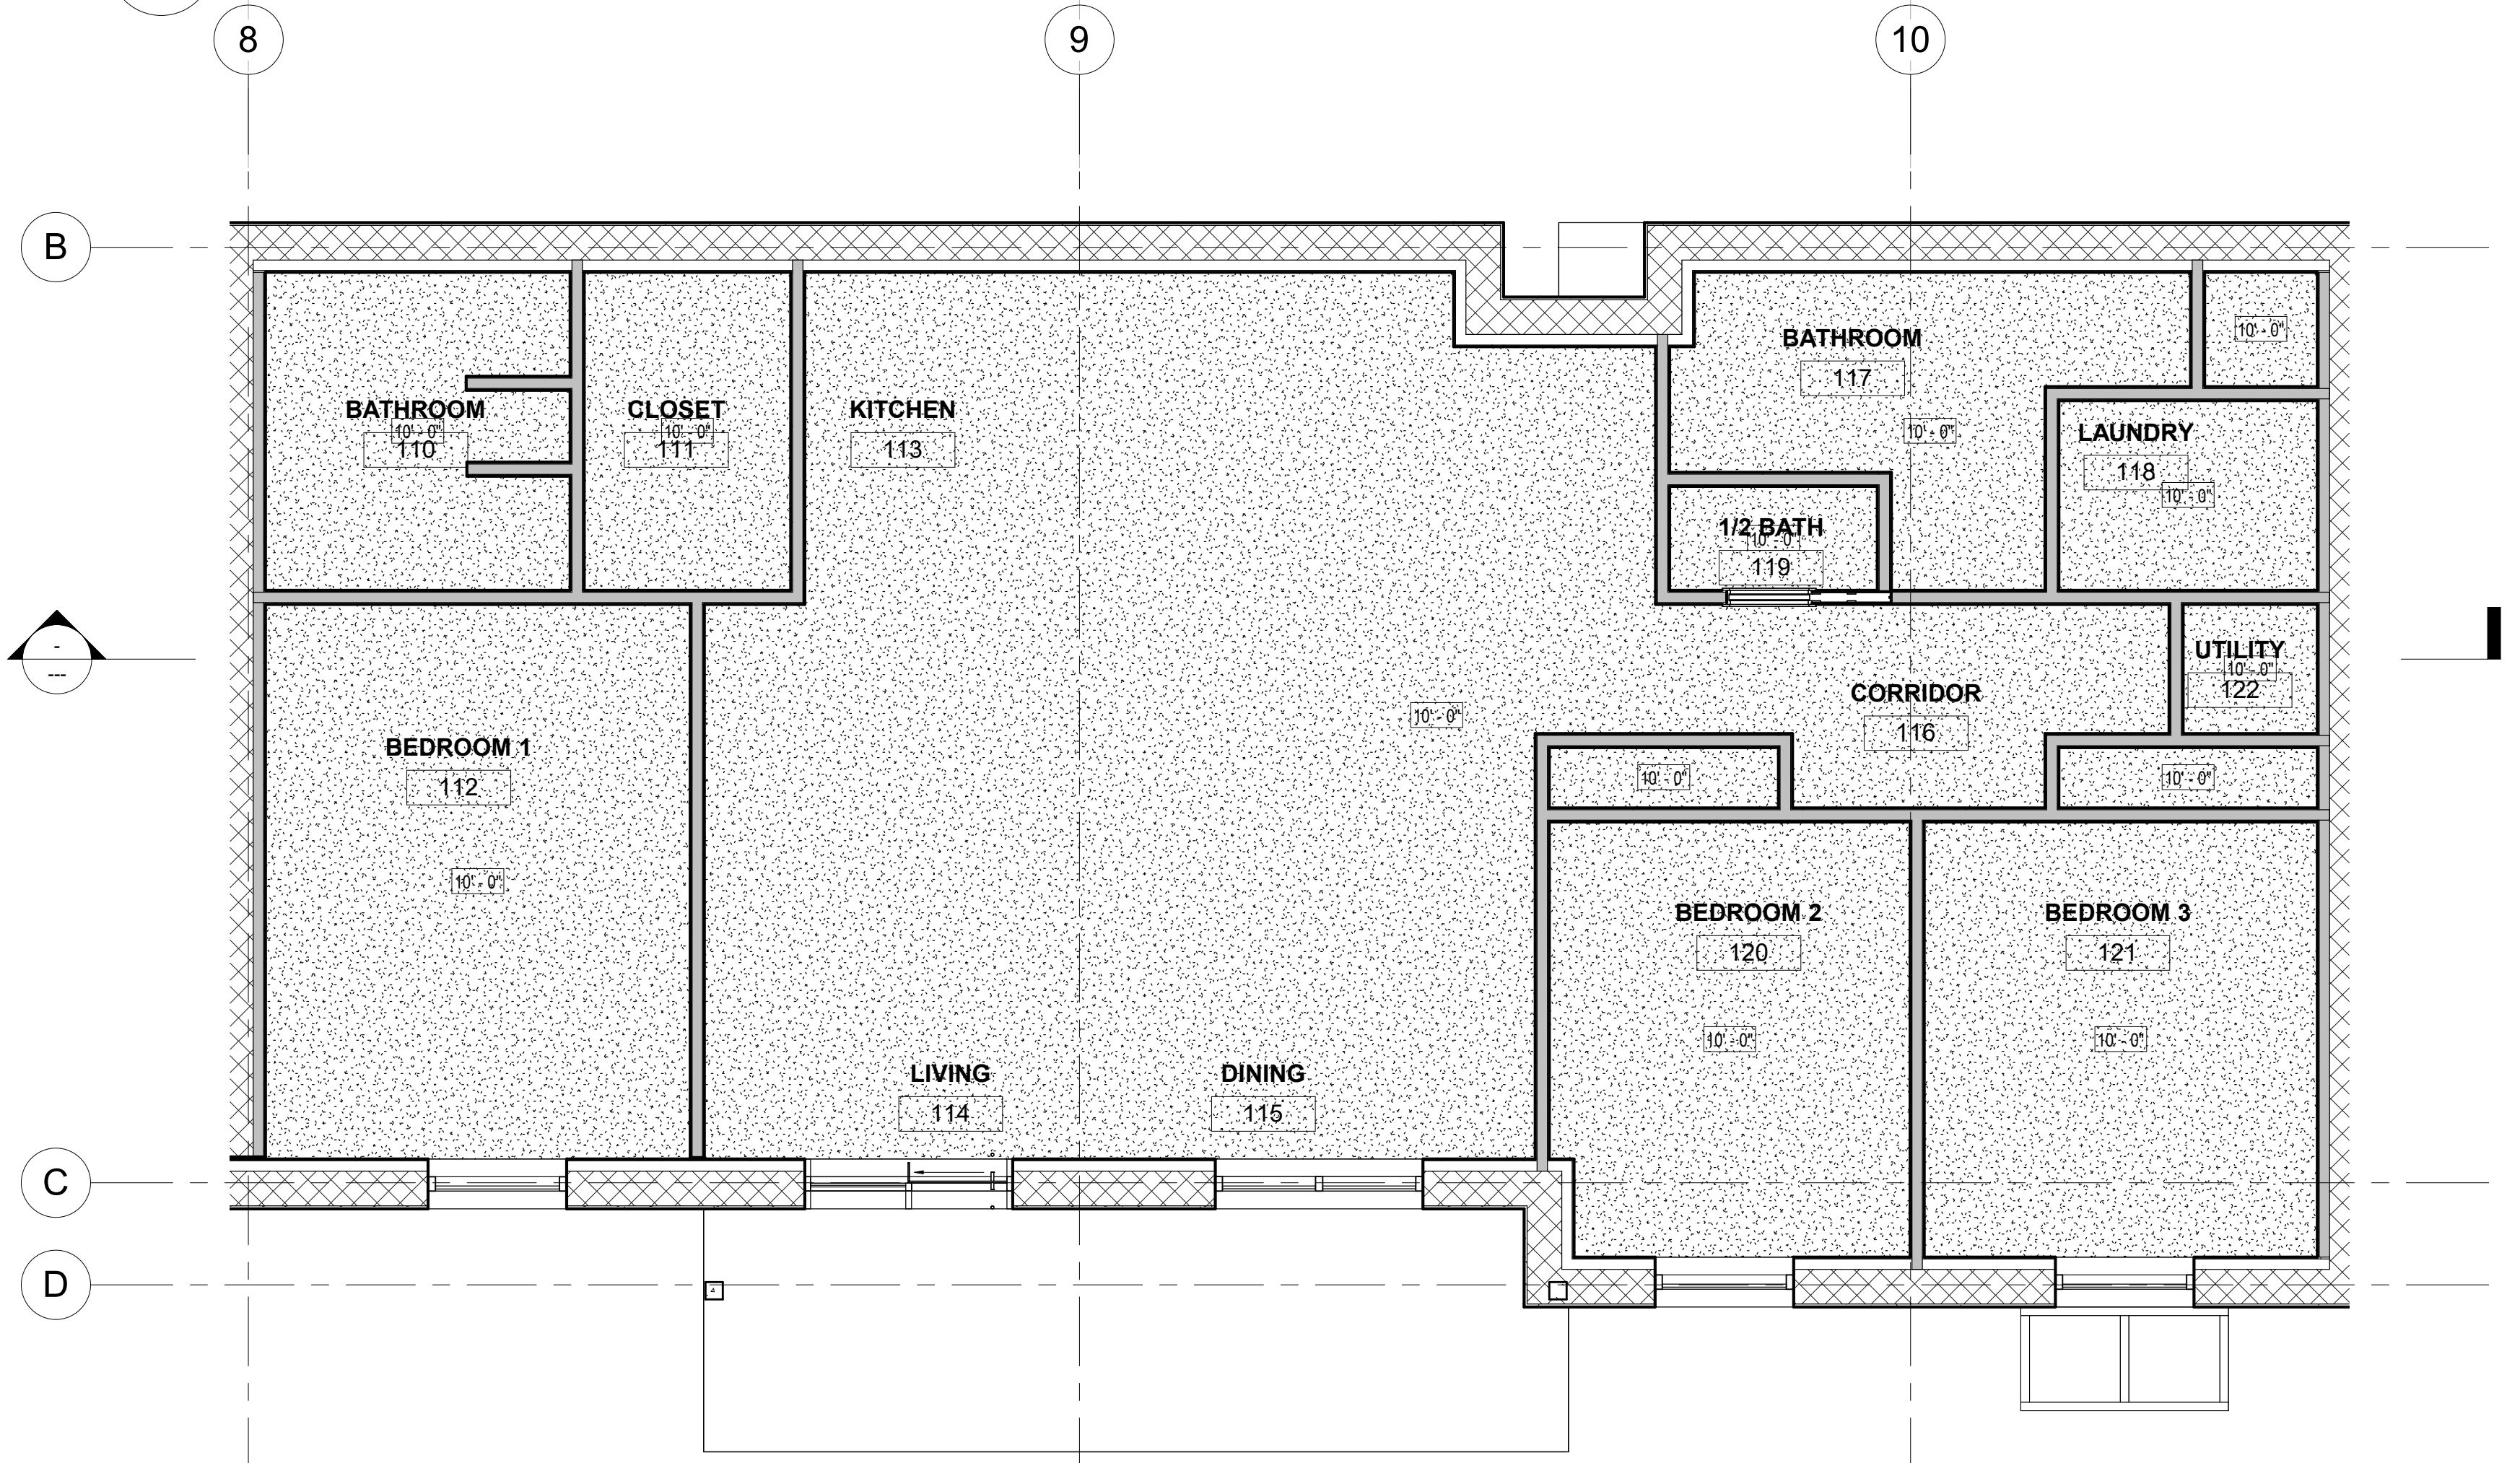 8
9
10
B
10' - 0"
BATHROOM
117
BATHROOM
10' - 0"
110
CLOSET
10' - 0"
111
KITCHEN
113
10' - 0"
LAUNDRY
118
10' - 0"
1/2 BATH
10' - 0"
119
-
---
UTILITY
10' - 0"
122
CORRIDOR
116
10' - 0"
BEDROOM 1
112
10' - 0"
10' - 0"
10' - 0"
BEDROOM 2
120
BEDROOM 3
121
10' - 0"
10' - 0"
LIVING
114
DINING
115
C
D